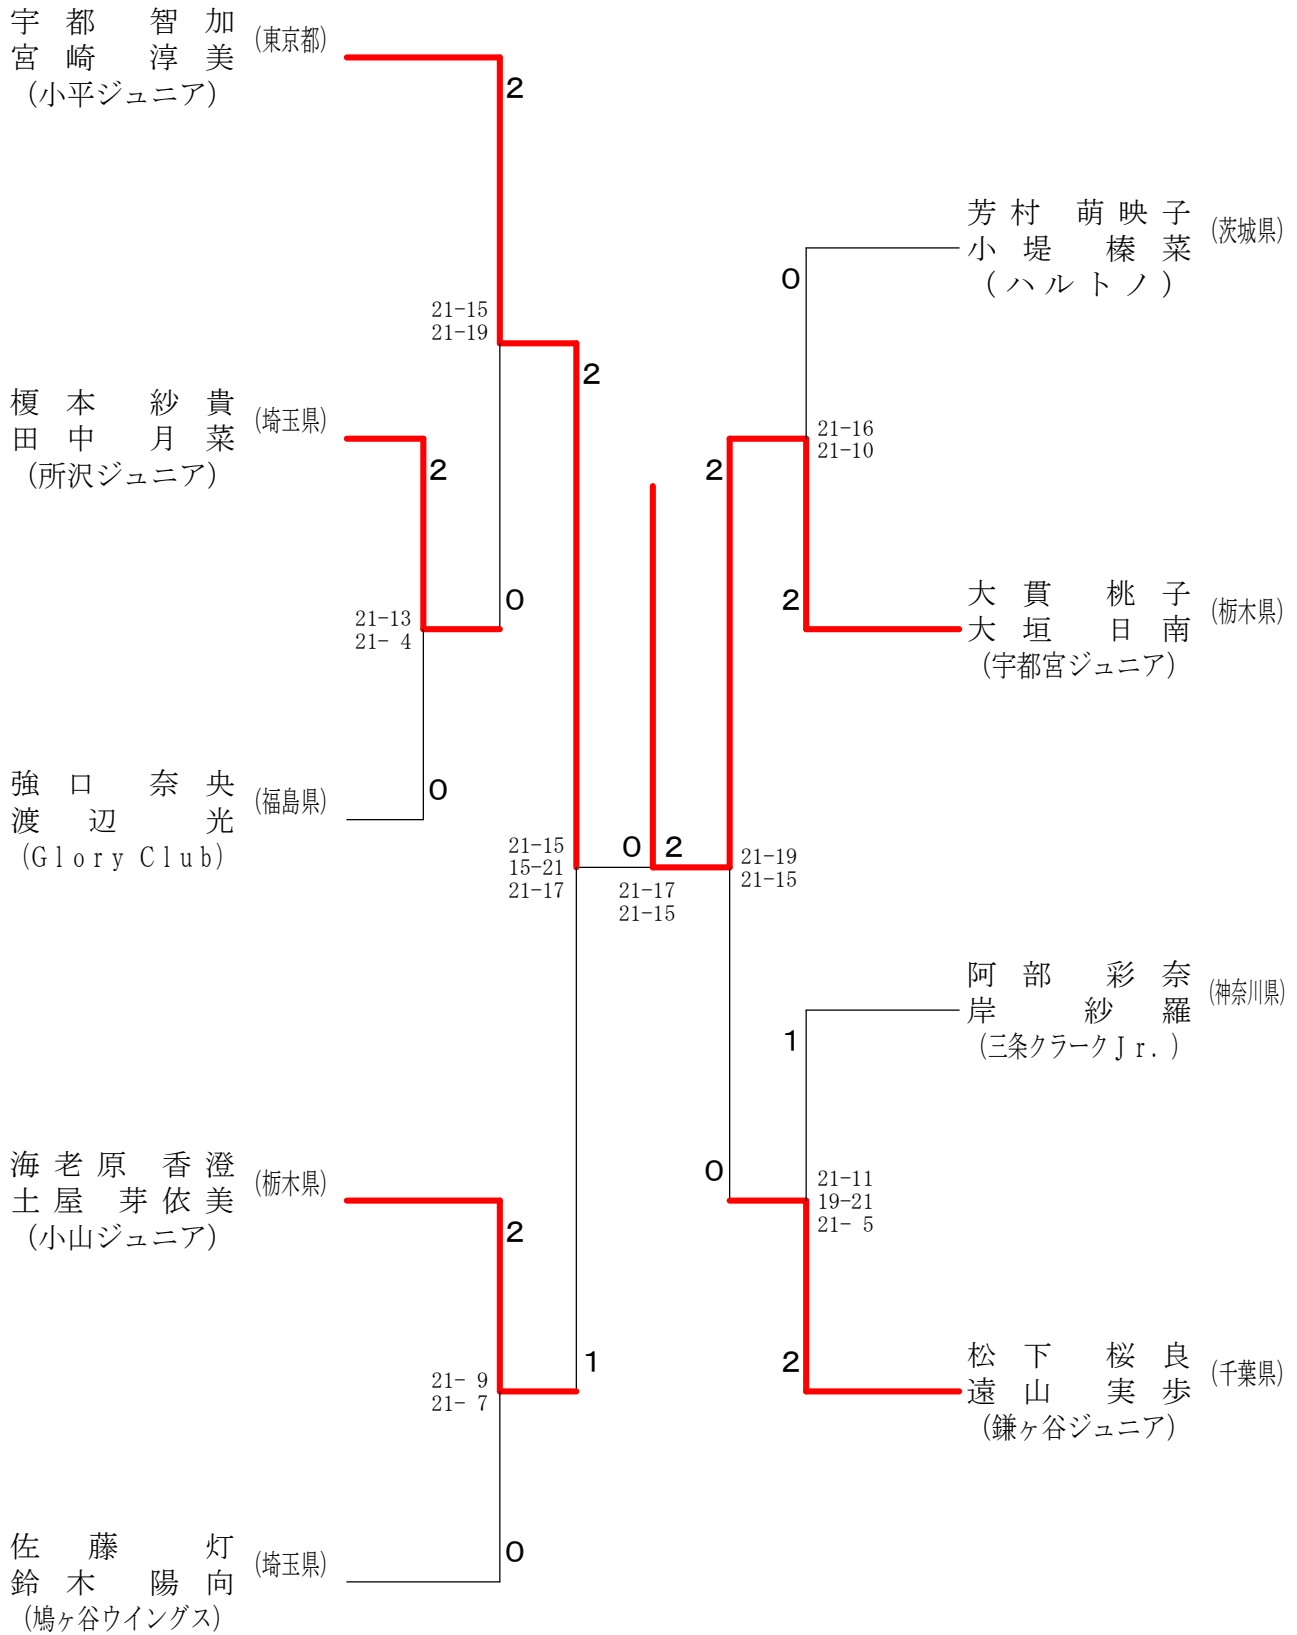 宇都 智加
宮崎 淳美
(東京都)
(小平ジュニア)
2
21-15
21-19
榎本 紗貴
田中 月菜
(埼玉県)
(所沢ジュニア)
2
0
21-13
21- 4
強口 奈央
渡辺 光
(福島県)
(Glory Club)
0
2
21-15
15-21
21-17
0
2
21-17
21-15
海老原 香澄
土屋 芽依美
(栃木県)
(小山ジュニア)
2
1
21- 9
21- 7
佐藤 灯
鈴木 陽向
(埼玉県)
(鳩ヶ谷ウイングス)
0
芳村 萌映子
小堤 榛菜
(茨城県)
(ハルトノ)
0
21-16
21-10
2
大貫 桃子
大垣 日南
(栃木県)
(宇都宮ジュニア)
2
21-19
21-15
阿部 彩奈
岸 紗羅
(神奈川県)
(三条クラークJr.)
1
0
21-11
19-21
21- 5
松下 桜良
遠山 実歩
(千葉県)
(鎌ヶ谷ジュニア)
2